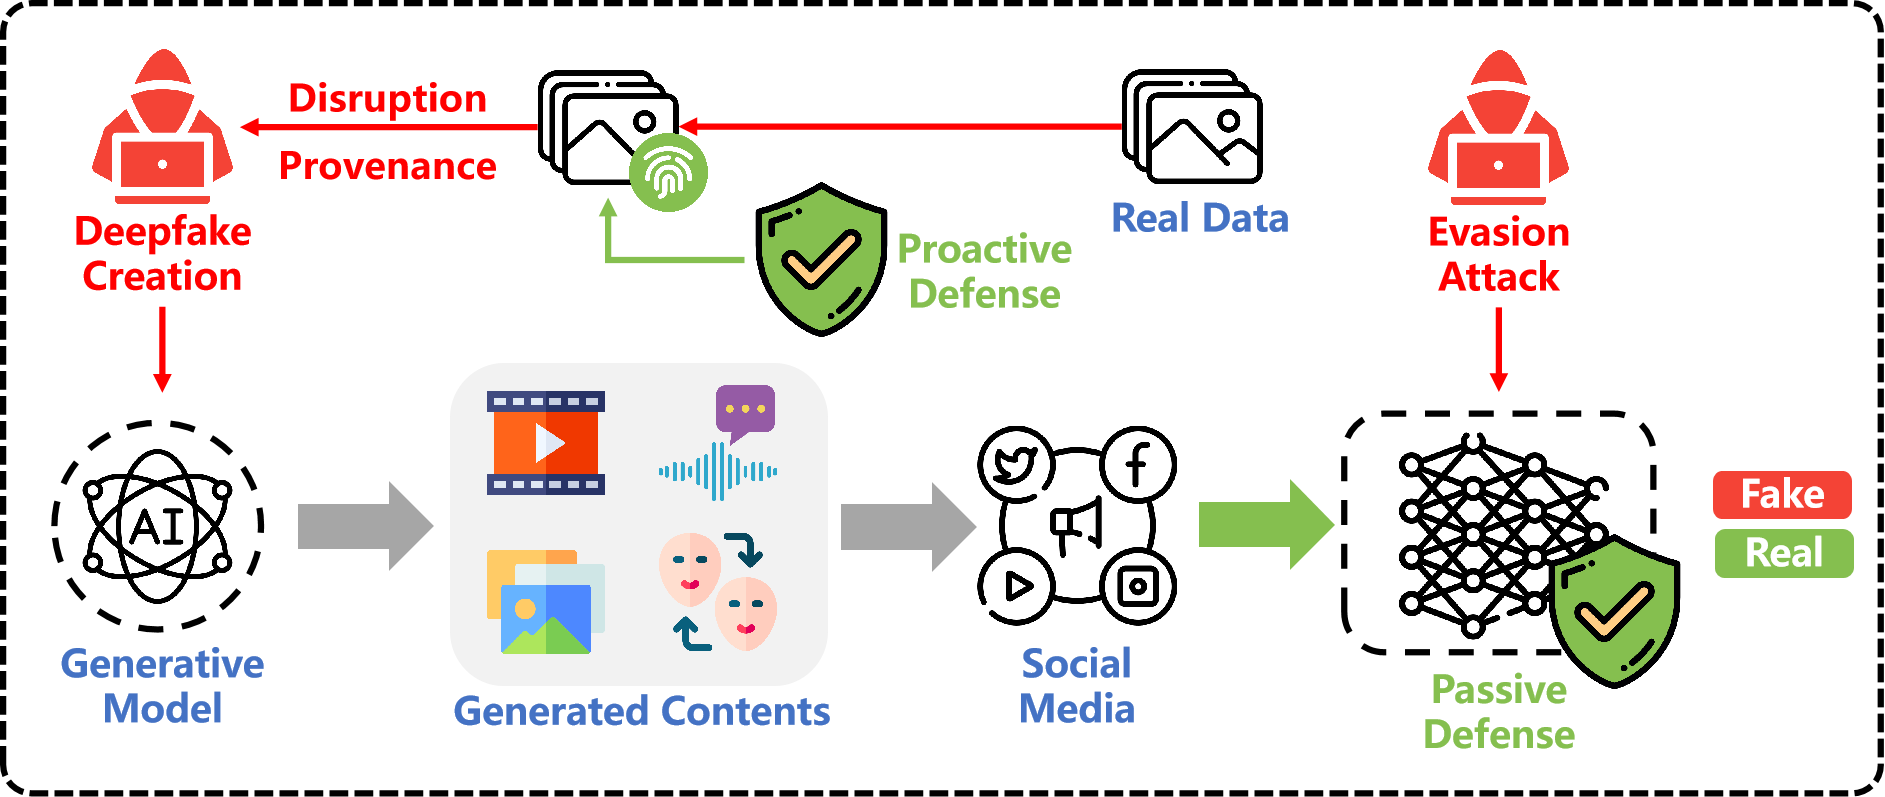 Disruption
Provenance
Deepfake
Creation
Real Data
Proactive
Defense
Evasion
Attack
AI
Generative
Model
Generated Contents
Social
Media
Fake
Real
Passive
Defense